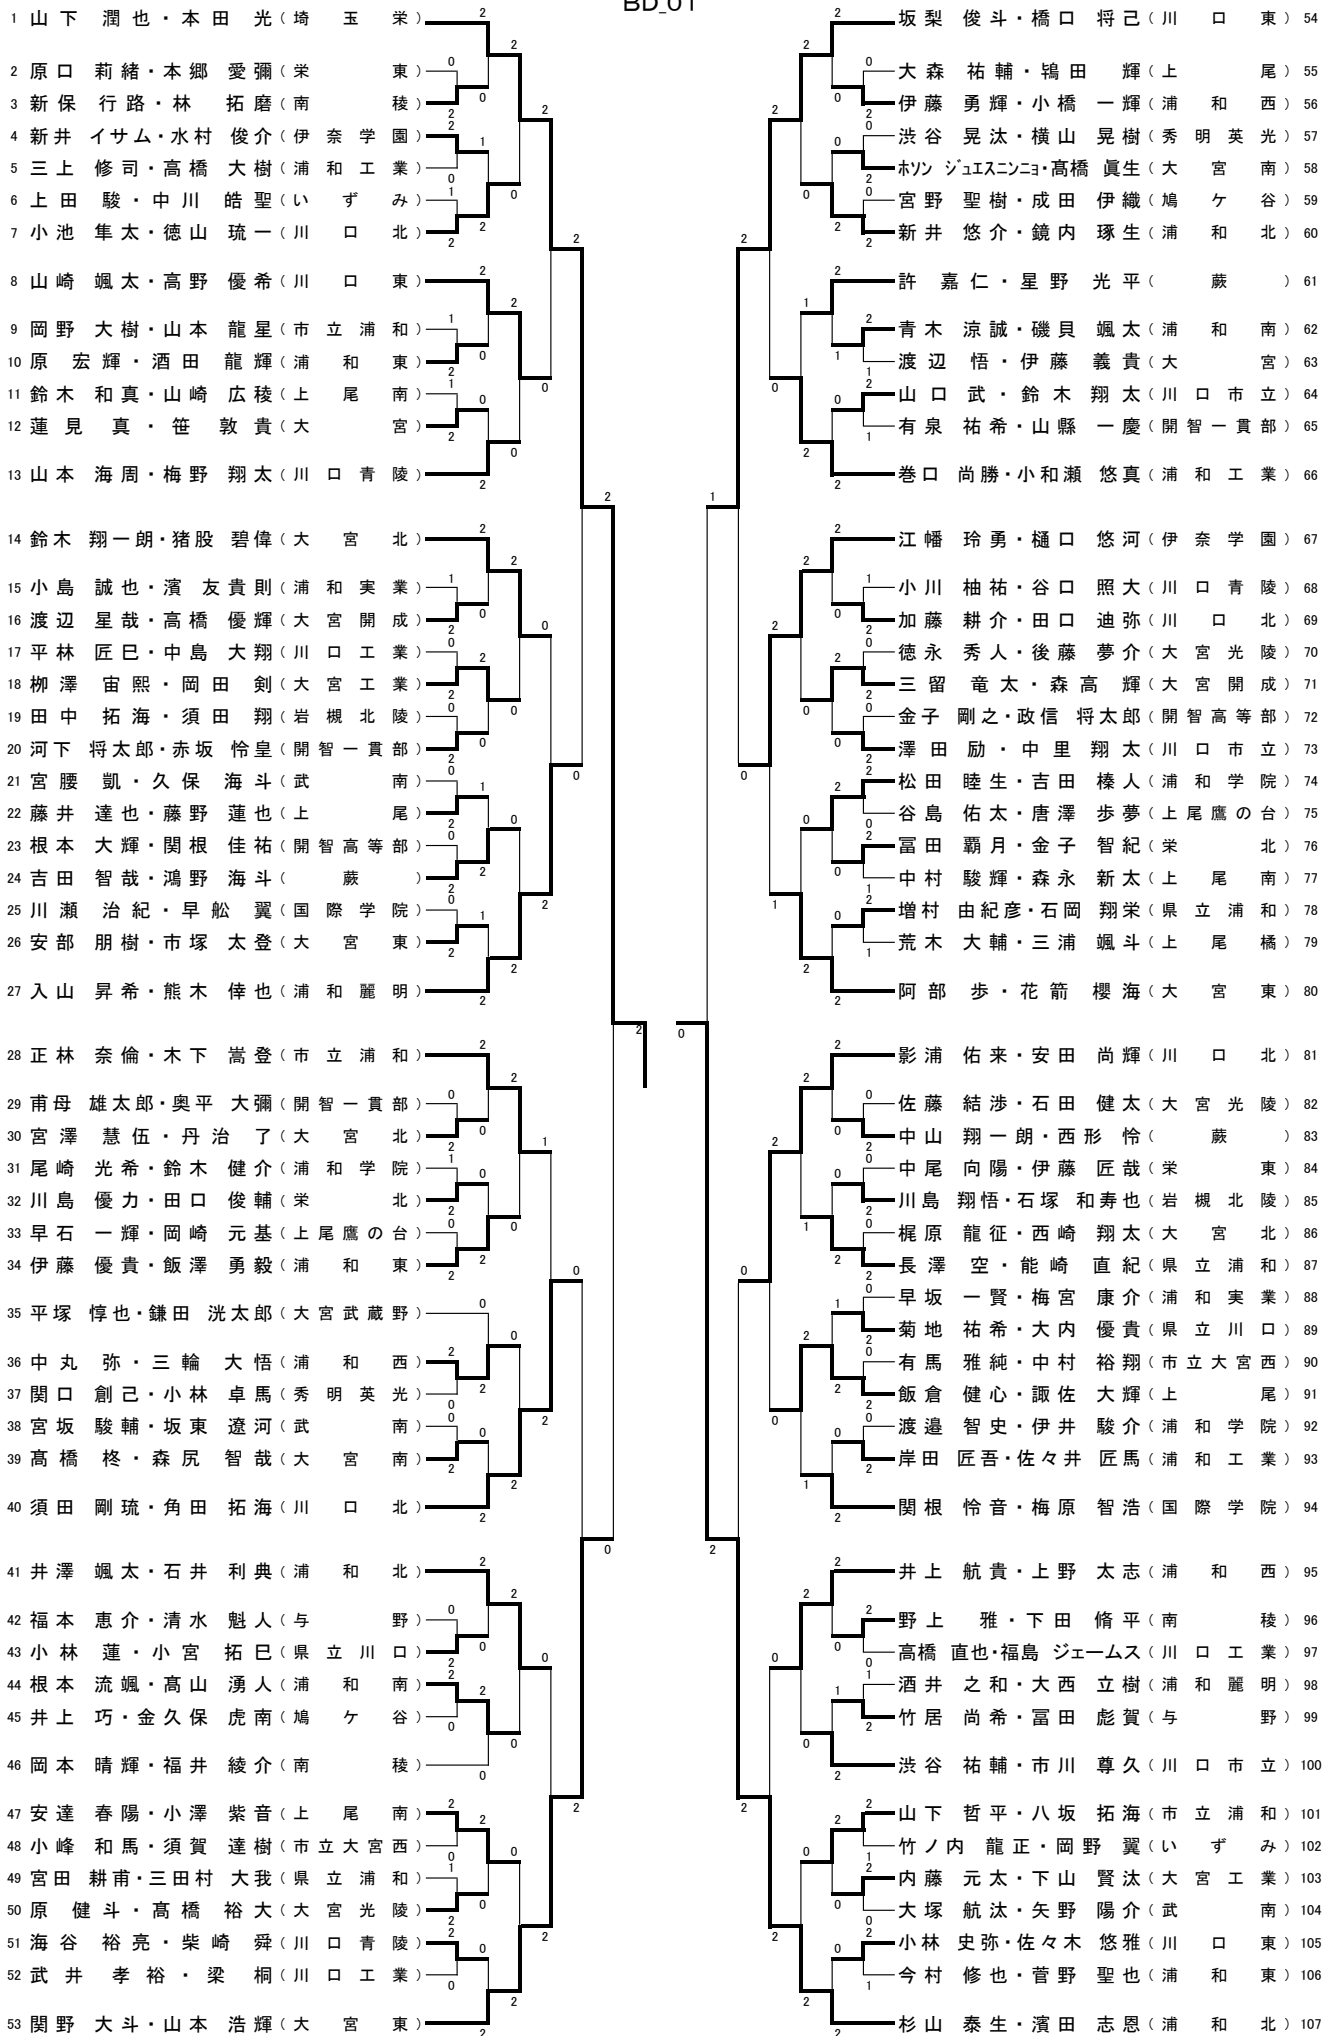 BD_01
1 山下 潤也・本田 光（埼玉栄）
2 原口 莉緒・本郷 愛彌（栄東）
3 新保 行路・林 拓磨（南稜）
4 新井 イサム・水村 俊介（伊奈学園）
5 三上 修司・高橋 大樹（浦和工業）
6 上田 駿・中川 皓聖（いずみ）
7 小池 隼太・徳山 琉一（川口北）
8 山崎 颯太・高野 優希（川口東）
9 岡野 大樹・山本 龍星（市立浦和）
10 原 宏輝・酒田 龍輝（浦和東）
11 鈴木 和真・山崎 広稜（上尾南）
12 蓮見 真・笹 敦貴（大宮）
13 山本 海周・梅野 翔太（川口青陵）
14 鈴木 翔一朗・猪股 碧偉（大宮北）
15 小島 誠也・濱 友貴則（浦和実業）
16 渡辺 星哉・高橋 優輝（大宮開成）
17 平林 匠巳・中島 大翔（川口工業）
18 栁澤 宙熙・岡田 剣（大宮工業）
19 田中 拓海・須田 翔（岩槻北陵）
20 河下 将太郎・赤坂 怜皇（開智一貫部）
21 宮腰 凱・久保 海斗（武南）
22 藤井 達也・藤野 蓮也（上尾）
23 根本 大輝・関根 佳祐（開智高等部）
24 吉田 智哉・鴻野 海斗（蕨）
25 川瀬 治紀・早舩 翼（国際学院）
26 安部 朋樹・市塚 太登（大宮東）
27 入山 昇希・熊木 倖也（浦和麗明）
28 正林 奈倫・木下 嵩登（市立浦和）
29 甫母 雄太郎・奥平 大彌（開智一貫部）
30 宮澤 慧伍・丹治 了（大宮北）
31 尾崎 光希・鈴木 健介（浦和学院）
32 川島 優力・田口 俊輔（栄北）
33 早石 一輝・岡崎 元基（上尾鷹の台）
34 伊藤 優貴・飯澤 勇毅（浦和東）
35 平塚 惇也・鎌田 洸太郎（大宮武蔵野）
36 中丸 弥・三輪 大悟（浦和西）
37 関口 創己・小林 卓馬（秀明英光）
38 宮坂 駿輔・坂東 遼河（武南）
39 髙橋 柊・森尻 智哉（大宮南）
40 須田 剛琉・角田 拓海（川口北）
41 井澤 颯太・石井 利典（浦和北）
42 福本 恵介・清水 魁人（与野）
43 小林 蓮・小宮 拓巳（県立川口）
44 根本 流颯・髙山 湧人（浦和南）
45 井上 巧・金久保 虎南（鳩ケ谷）
46 岡本 晴輝・福井 綾介（南稜）
47 安達 春陽・小澤 紫音（上尾南）
48 小峰 和馬・須賀 達樹（市立大宮西）
49 宮田 耕甫・三田村 大我（県立浦和）
50 原 健斗・髙橋 裕大（大宮光陵）
51 海谷 裕亮・柴崎 舜（川口青陵）
52 武井 孝裕・梁 桐（川口工業）
53 関野 大斗・山本 浩輝（大宮東）
坂梨 俊斗・橋口 将己（川口東）54
大森 祐輔・鴇田 輝（上尾）55
伊藤 勇輝・小橋 一輝（浦和西）56
渋谷 晃汰・横山 晃樹（秀明英光）57
ホソン ジュエスニンニョ・髙橋 眞生（大宮南）58
宮野 聖樹・成田 伊織（鳩ケ谷）59
新井 悠介・鏡内 琢生（浦和北）60
許 嘉仁・星野 光平（蕨）61
青木 涼誠・磯貝 颯太（浦和南）62
渡辺 悟・伊藤 義貴（大宮）63
山口 武・鈴木 翔太（川口市立）64
有泉 祐希・山縣 一慶（開智一貫部）65
巻口 尚勝・小和瀬 悠真（浦和工業）66
江幡 玲勇・樋口 悠河（伊奈学園）67
小川 柚祐・谷口 照大（川口青陵）68
加藤 耕介・田口 迪弥（川口北）69
徳永 秀人・後藤 夢介（大宮光陵）70
三留 竜太・森高 輝（大宮開成）71
金子 剛之・政信 将太郎（開智高等部）72
澤田 励・中里 翔太（川口市立）73
松田 睦生・吉田 榛人（浦和学院）74
谷島 佑太・唐澤 歩夢（上尾鷹の台）75
冨田 覇月・金子 智紀（栄北）76
中村 駿輝・森永 新太（上尾南）77
増村 由紀彦・石岡 翔栄（県立浦和）78
荒木 大輔・三浦 颯斗（上尾橘）79
阿部 歩・花箭 櫻海（大宮東）80
影浦 佑来・安田 尚輝（川口北）81
佐藤 結渉・石田 健太（大宮光陵）82
中山 翔一朗・西形 怜（蕨）83
中尾 向陽・伊藤 匠哉（栄東）84
川島 翔悟・石塚 和寿也（岩槻北陵）85
梶原 龍征・西崎 翔太（大宮北）86
長澤 空・能崎 直紀（県立浦和）87
早坂 一賢・梅宮 康介（浦和実業）88
菊地 祐希・大内 優貴（県立川口）89
有馬 雅純・中村 裕翔（市立大宮西）90
飯倉 健心・諏佐 大輝（上尾）91
渡邉 智史・伊井 駿介（浦和学院）92
岸田 匠吾・佐々井 匠馬（浦和工業）93
関根 怜音・梅原 智浩（国際学院）94
井上 航貴・上野 太志（浦和西）95
野上 雅・下田 脩平（南稜）96
高橋 直也・福島 ジェームス（川口工業）97
酒井 之和・大西 立樹（浦和麗明）98
竹居 尚希・冨田 彪賀（与野）99
渋谷 祐輔・市川 尊久（川口市立）100
山下 哲平・八坂 拓海（市立浦和）101
竹ノ内 龍正・岡野 翼（いずみ）102
内藤 元太・下山 賢汰（大宮工業）103
大塚 航汰・矢野 陽介（武南）104
小林 史弥・佐々木 悠雅（川口東）105
今村 修也・菅野 聖也（浦和東）106
杉山 泰生・濱田 志恩（浦和北）107